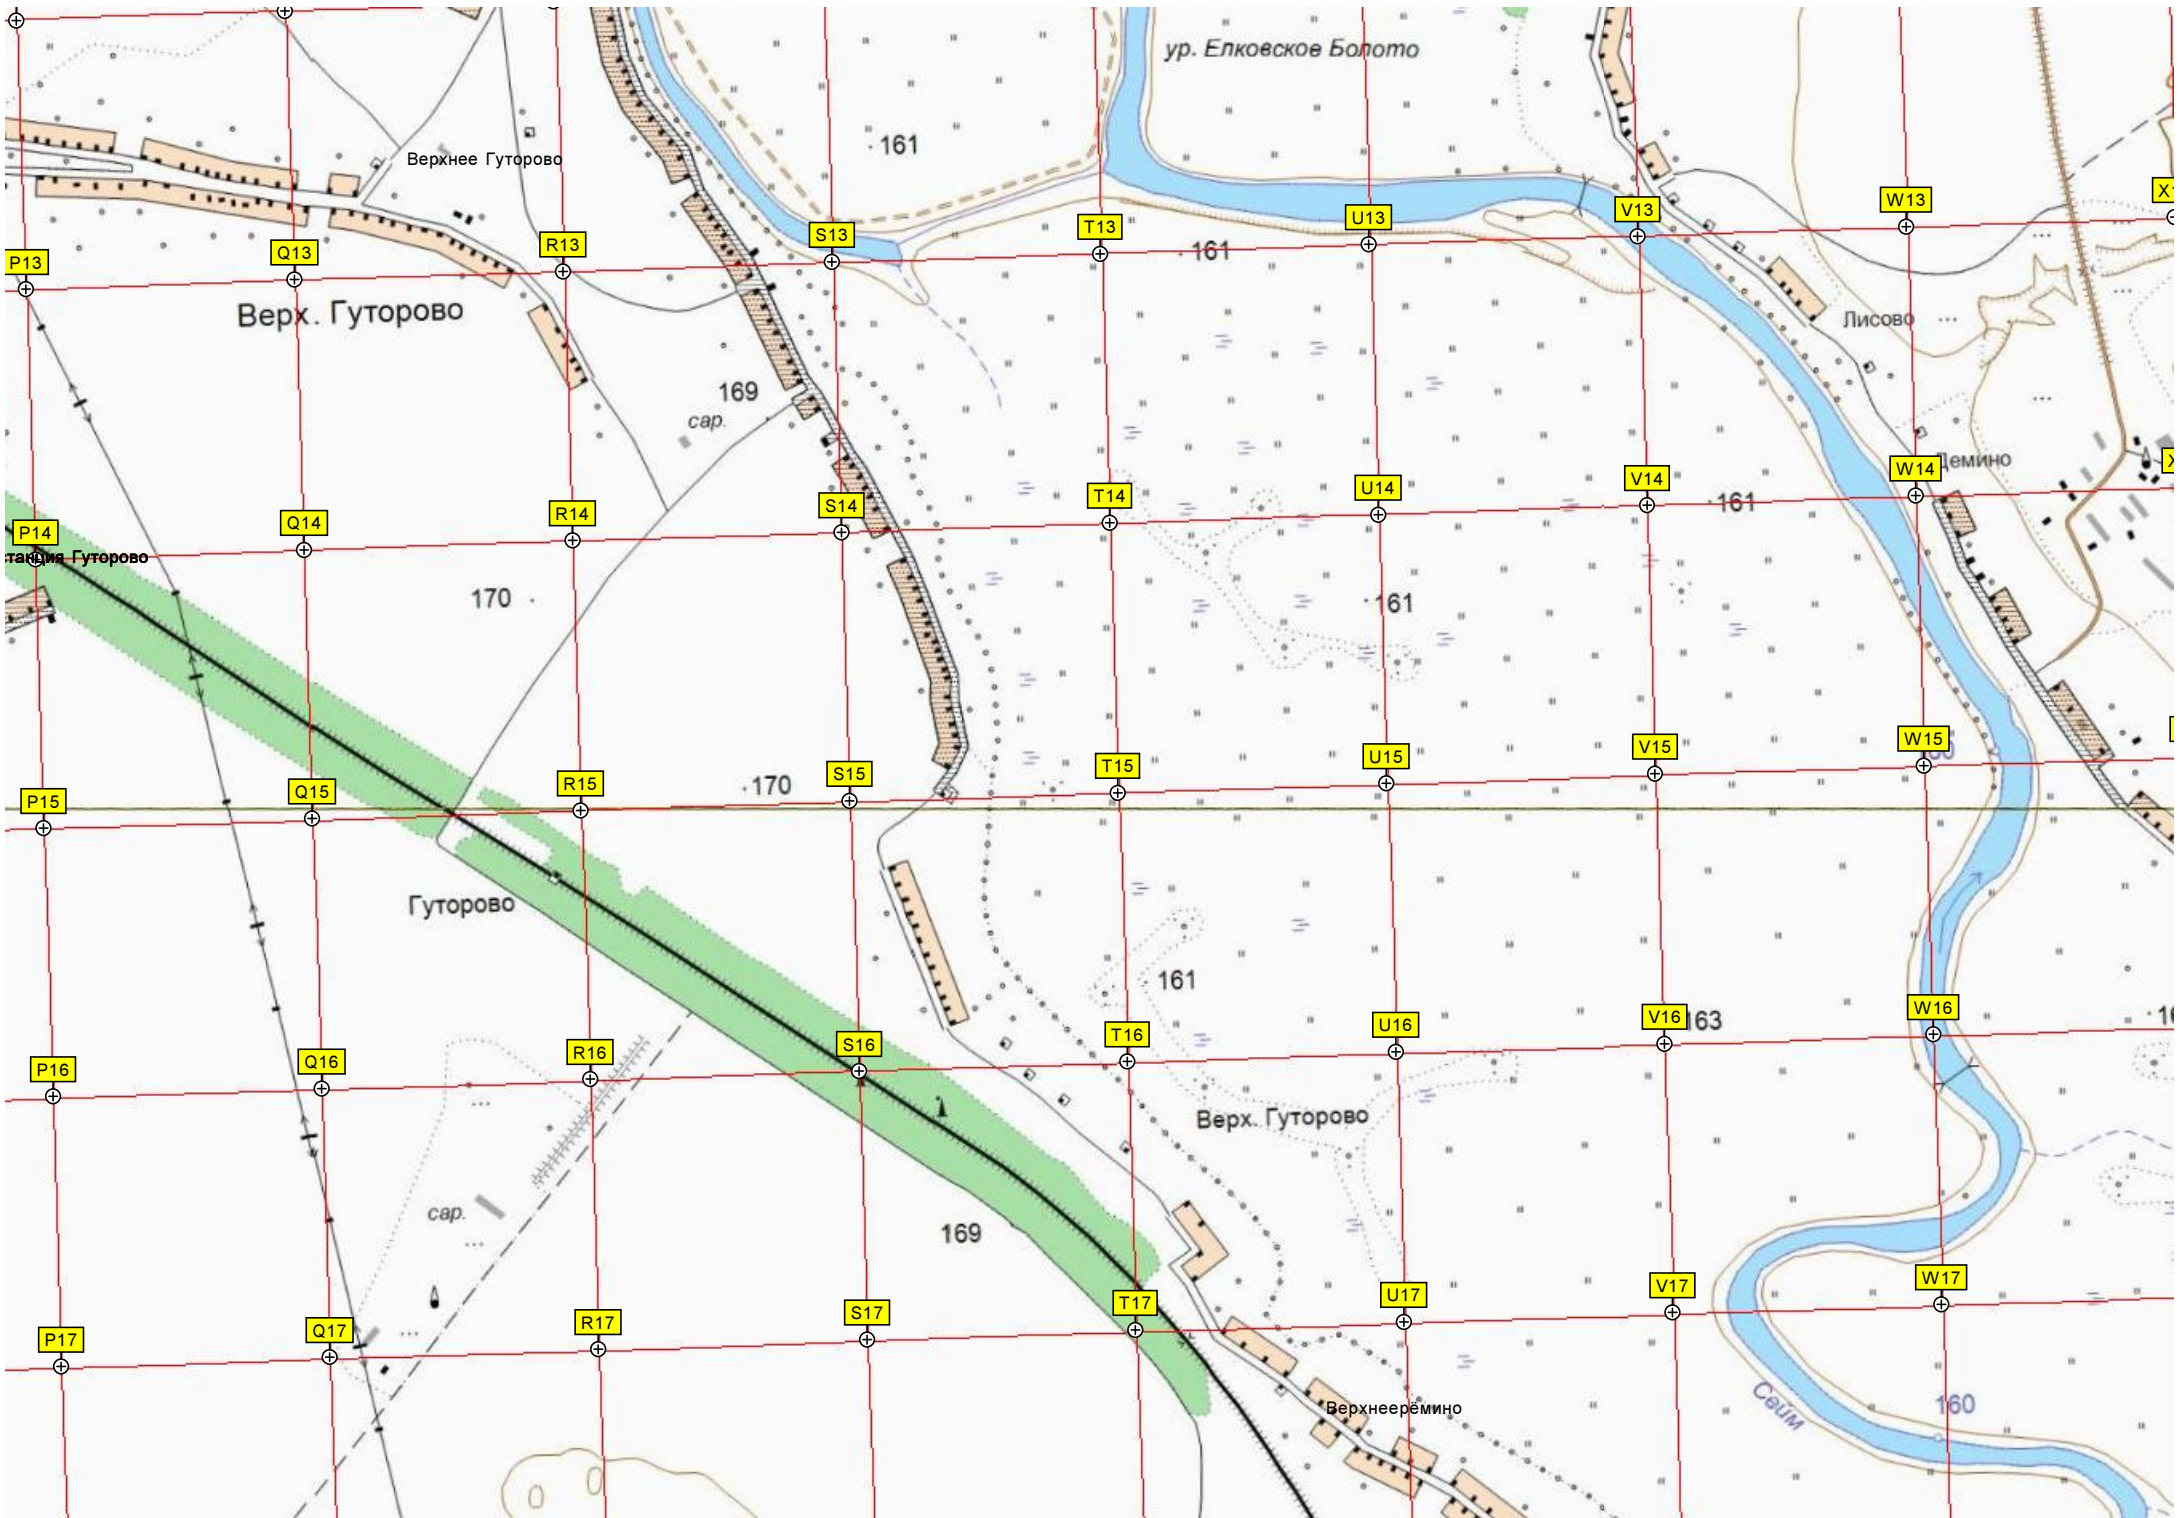 ур. Елковское Болото
161
Верхнее Гуторово
W13
V13
U13
T13
S13
R13
Q13
P13
161
Верх. Гуторово
Лисово
169
сар.
Демино
W14
V14
U14
T14
S14
R14
Q14
P14
161
станция Гуторово
170
161
W15
V15
U15
T15
S15
R15
Q15
P15
170
Гуторово
161
W16
V16
163
U16
T16
S16
R16
Q16
P16
Верх. Гуторово
сар.
169
W17
V17
U17
T17
S17
R17
Q17
P17
Сейм
160
Верхнеерёмино